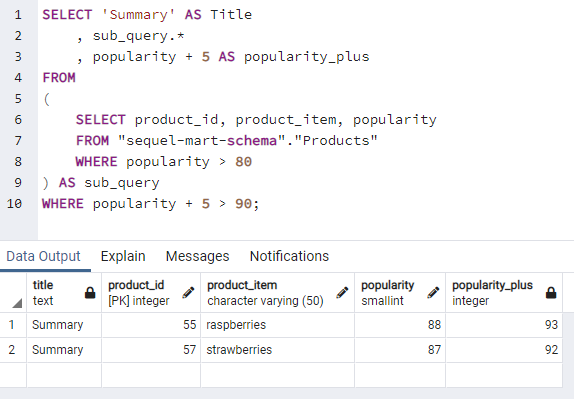 1 SELECT 'Summary' AS Title
2 , sub_query.*
3 , popularity + 5 AS popularity_plus
4 FROM
5 (
6 SELECT product_id, product_item, popularity
7 FROM "sequel-mart-schema"."Products"
8 WHERE popularity > 80
9 ) AS sub_query
10 WHERE popularity + 5 > 90;
Data Output Explain Messages Notifications
title product_id product_item popularity popularity_plus
text [PK] integer character varying (50) smallint integer
1 Summary 55 raspberries 88 93
2 Summary 57 strawberries 87 92